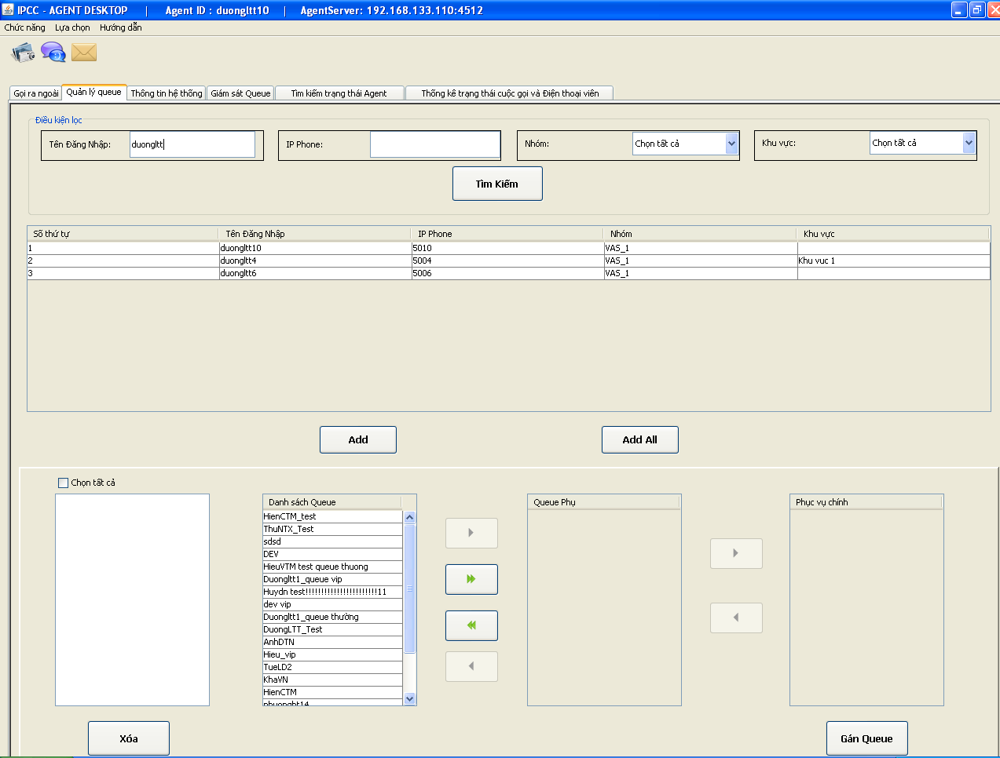 IPCC - AGENT DESKTOP | Agent ID : duongltt10 | AgentServer: 192.168.133.110:4512
Chức năng Lựa chọn Hướng dẫn
Gọi ra ngoài Quản lý queue Thông tin hệ thống Giám sát Queue Tìm kiếm trạng thái Agent Thống kê trạng thái cuộc gọi và Điện thoại viên
Điều kiện lọc
Tên Đăng Nhập: duongltt IP Phone: Nhóm: Chọn tất cả Khu vực: Chọn tất cả
Tìm Kiếm
Số thứ tự Tên Đăng Nhập IP Phone Nhóm Khu vực
1 duongltt10 5010 VAS_1
2 duongltt4 5004 VAS_1 Khu vuc 1
3 duongltt6 5006 VAS_1
Add Add All
Chọn tất cả
Danh sách Queue Queue Phụ Phục vụ chính
HienCTM_test
ThuNTX_Test
sdsd
DEV
HieuVTM test queue thuong
Duongltt1_queue vip
Huydn test!!!!!!!!!!!!!!!!!!!!!!!11
dev vip
Duongltt1_queue thường
DuongLTT_Test
AnhDTN
Hieu_vip
TueLD2
KhaVN
HienCTM
phuonght14
Xóa Gán Queue